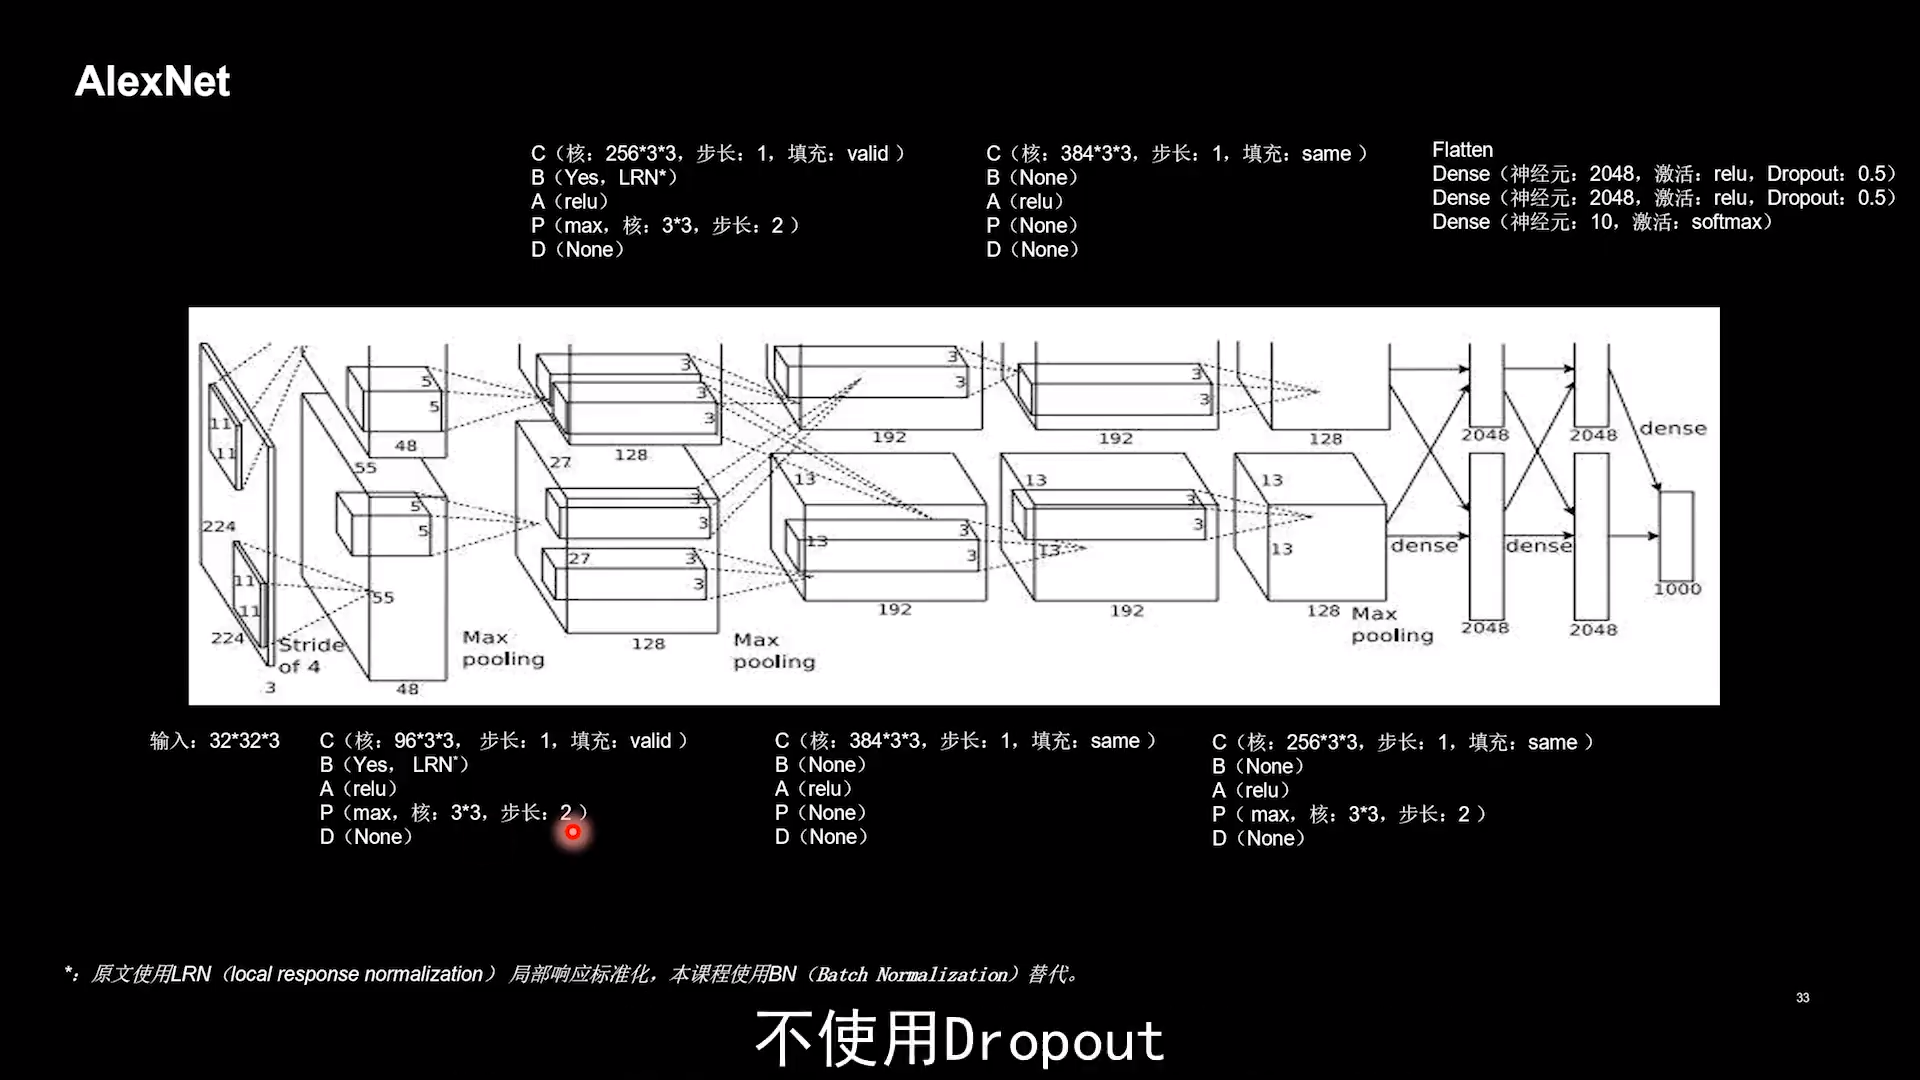 AlexNet
C（核：256*3*3，步长：1，填充：valid ）
B（Yes，LRN*）
A（relu）
P（max，核：3*3，步长：2 ）
D（None）
C（核：384*3*3，步长：1，填充：same ）
B（None）
A（relu）
P（None）
D（None）
Flatten
Dense（神经元：2048，激活：relu，Dropout：0.5）
Dense（神经元：2048，激活：relu，Dropout：0.5）
Dense（神经元：10，激活：softmax）
3
3
5
3
3
3
3
3
5
3
3
11
11
48
55
27
128
192
192
128
2048
2048
dense
13
13
13
224
5
5
3
3
3
3
3
3
13
13
13
27
3
3
dense
dense
11
11
55
224
Stride
of 4
3
48
Max
pooling
128
Max
pooling
192
192
128
Max
pooling
2048
2048
1000
输入：32*32*3
C（核：96*3*3， 步长：1，填充：valid ）
B（Yes， LRN*）
A（relu）
P（max，核：3*3，步长：2 ）
D（None）
C（核：384*3*3，步长：1，填充：same ）
B（None）
A（relu）
P（None）
D（None）
C（核：256*3*3，步长：1，填充：same ）
B（None）
A（relu）
P（ max，核：3*3，步长：2 ）
D（None）
*：原文使用LRN（local response normalization） 局部响应标准化，本课程使用BN（Batch Normalization）替代。
33
不使用Dropout